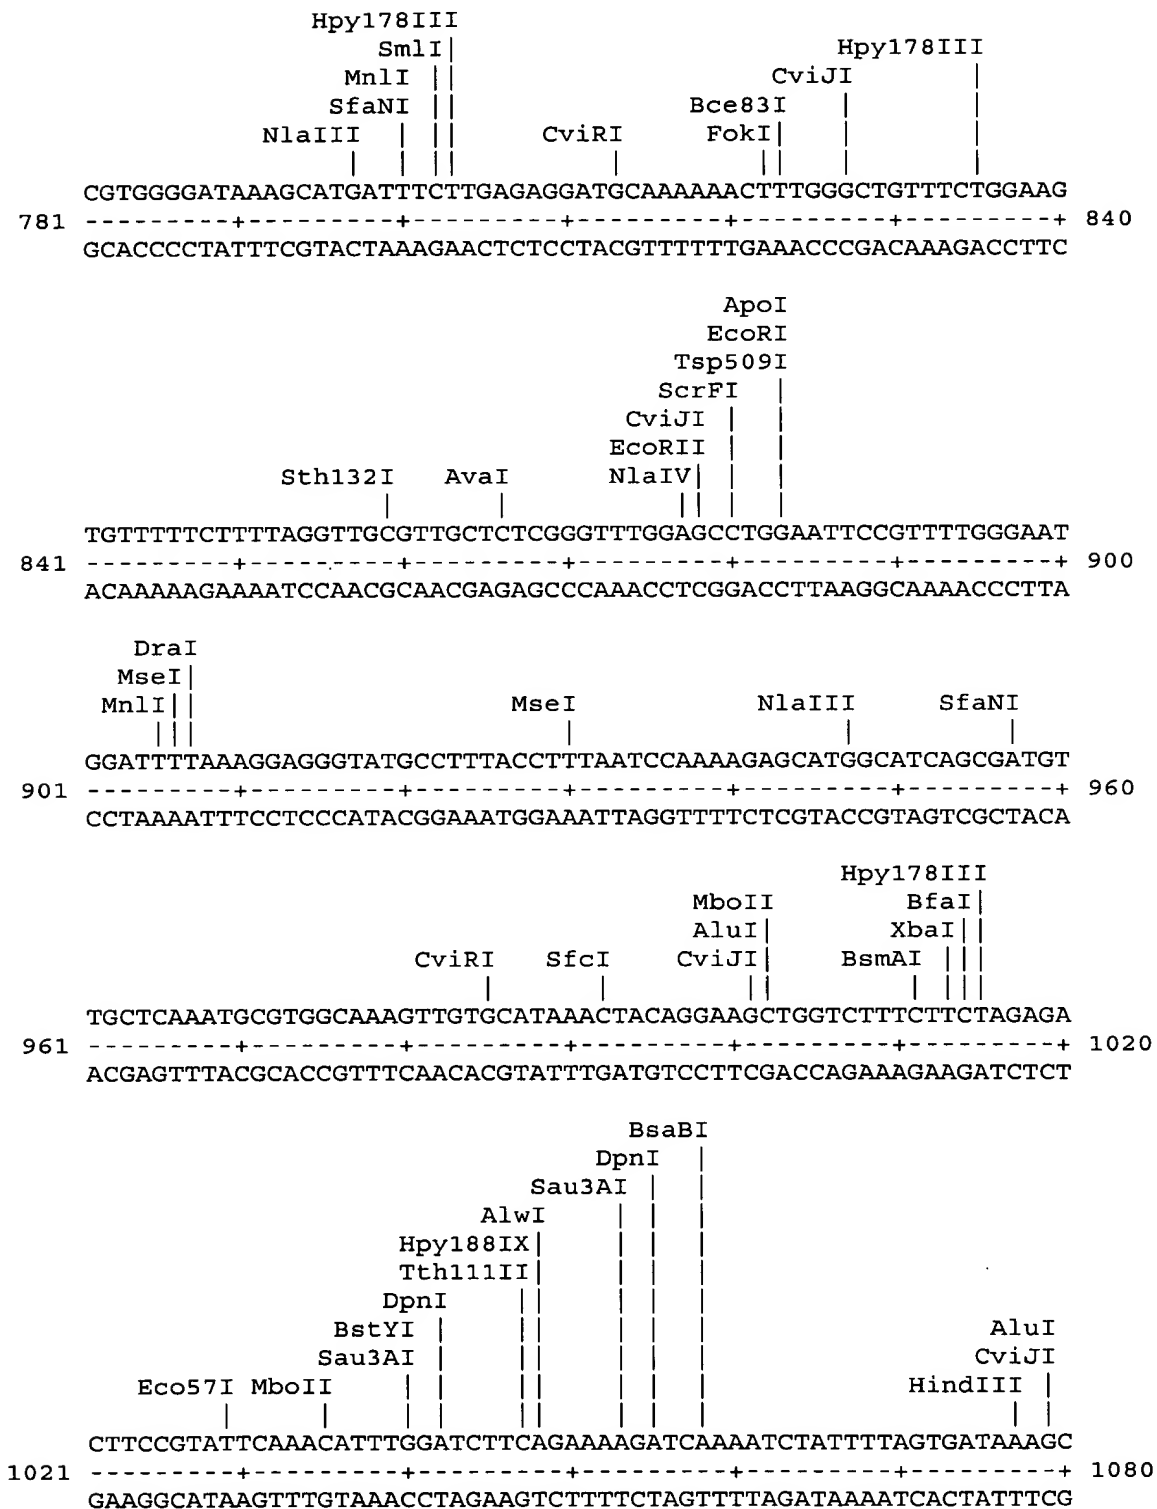 Hpy178III
SmlI| Hpy178III
MnlI || CviJI |
SfaNI || Bce83I | |
NlaIII | || CviRI FokI| | |
| | || | || | |
CGTGGGGATAAAGCATGATTTCTTGAGAGGATGCAAAAAACTTTGGGCTGTTTCTGGAAG
781 ---------+---------+---------+---------+---------+---------+ 840
GCACCCCTATTTCGTACTAAAGAACTCTCCTACGTTTTTTGAAACCCGACAAAGACCTTC
ApoI
EcoRI
Tsp509I
ScrFI |
CviJI | |
EcoRII | |
Sth132I AvaI NlaIV| | |
| | || | |
TGTTTTTCTTTTAGGTTGCGTTGCTCTCGGGTTTGGAGCCTGGAATTCCGTTTTGGGAAT
841 ---------+---------+---------+---------+---------+---------+ 900
ACAAAAAGAAAATCCAACGCAACGAGAGCCCAAACCTCGGACCTTAAGGCAAAACCCTTA
DraI
MseI|
MnlI|| MseI NlaIII SfaNI
||| | | |
GGATTTTAAAGGAGGGTATGCCTTTACCTTTAATCCAAAAGAGCATGGCATCAGCGATGT
901 ---------+---------+---------+---------+---------+---------+ 960
CCTAAAATTTCCTCCCATACGGAAATGGAAATTAGGTTTTCTCGTACCGTAGTCGCTACA
Hpy178III
MboII BfaI|
AluI| XbaI||
CviRI SfcI CviJI| BsmAI |||
| | || | |||
TGCTCAAATGCGTGGCAAAGTTGTGCATAAACTACAGGAAGCTGGTCTTTCTTCTAGAGA
961 ---------+---------+---------+---------+---------+---------+ 1020
ACGAGTTTACGCACCGTTTCAACACGTATTTGATGTCCTTCGACCAGAAAGAAGATCTCT
BsaBI
DpnI |
Sau3AI | |
AlwI | | |
Hpy188IX| | | |
Tth111II| | | |
DpnI || | | |
BstYI | || | | | AluI
Sau3AI | || | | | CviJI
Eco57I MboII | | || | | | HindIII |
| | | | || | | | | |
CTTCCGTATTCAAACATTTGGATCTTCAGAAAAGATCAAAATCTATTTTAGTGATAAAGC
1021 ---------+---------+---------+---------+---------+---------+ 1080
GAAGGCATAAGTTTGTAAACCTAGAAGTCTTTTCTAGTTTTAGATAAAATCACTATTTCG